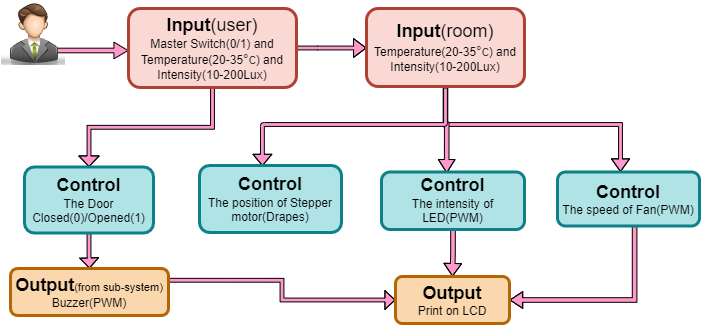 Input(user)
Master Switch(0/1) and
Temperature(20-35°C) and
Intensity(10-200Lux)
Input(room)
Temperature(20-35°C) and
Intensity(10-200Lux)
Control
The Door
Closed(0)/Opened(1)
Control
The position of Stepper
motor(Drapes)
Control
The intensity of
LED(PWM)
Control
The speed of Fan(PWM)
Output(from sub-system)
Buzzer(PWM)
Output
Print on LCD